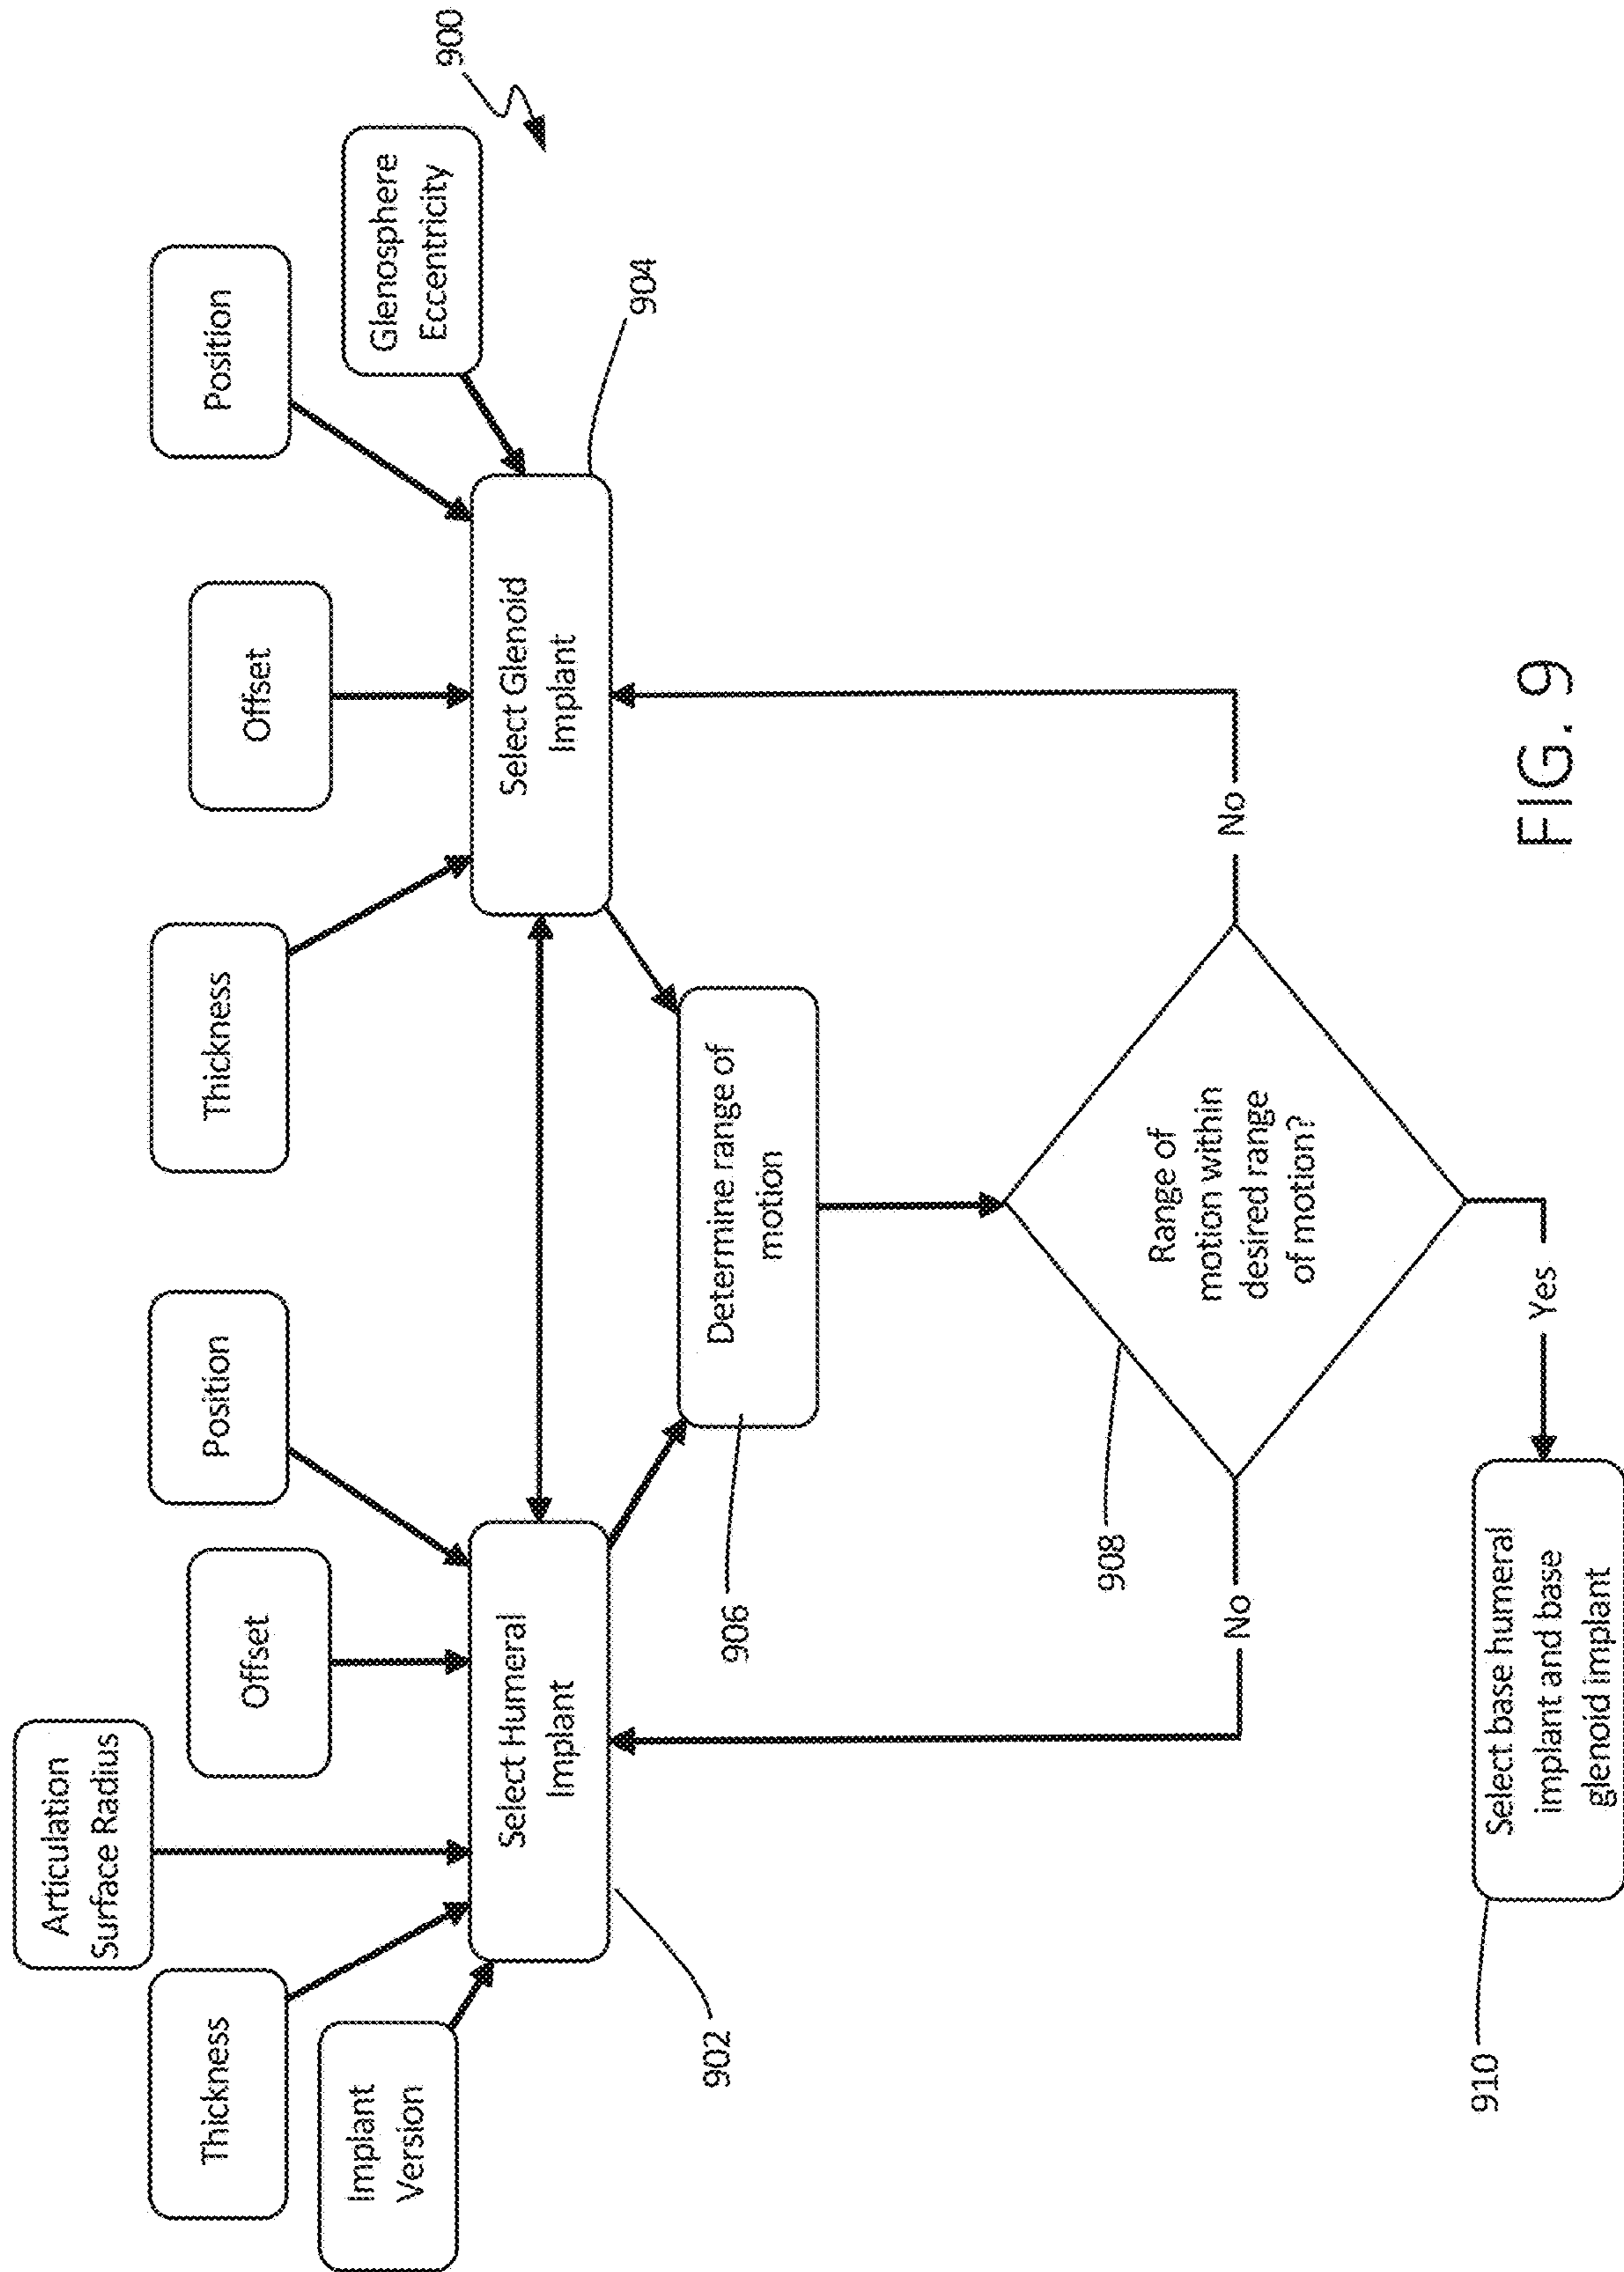 Articulation
Surface Radius
Thickness
Offset
Position
Thickness
Offset
Position
Implant
Version
Glenosphere
Eccentricity
900
Select Humeral
Implant
Select Glenoid
Implant
902
904
Determine range of
motion
906
Range of
motion within
desired range
of motion?
908
No
No
Yes
Select base humeral
implant and base
glenoid implant
910
FIG. 9